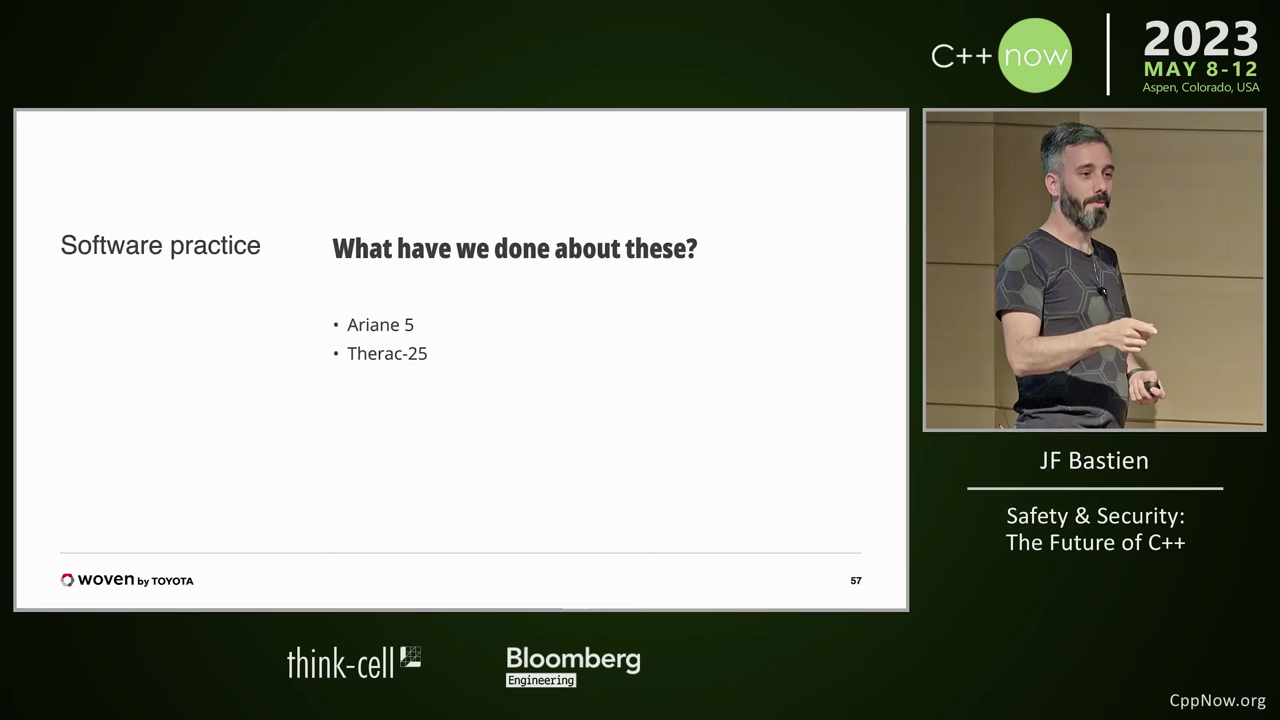 C++ now
2023
MAY 8-12
Aspen, Colorado, USA
Software practice
What have we done about these?
• Ariane 5
• Therac-25
woven by TOYOTA
57
JF Bastien
Safety & Security:
The Future of C++
think-cell
Bloomberg
Engineering
CppNow.org